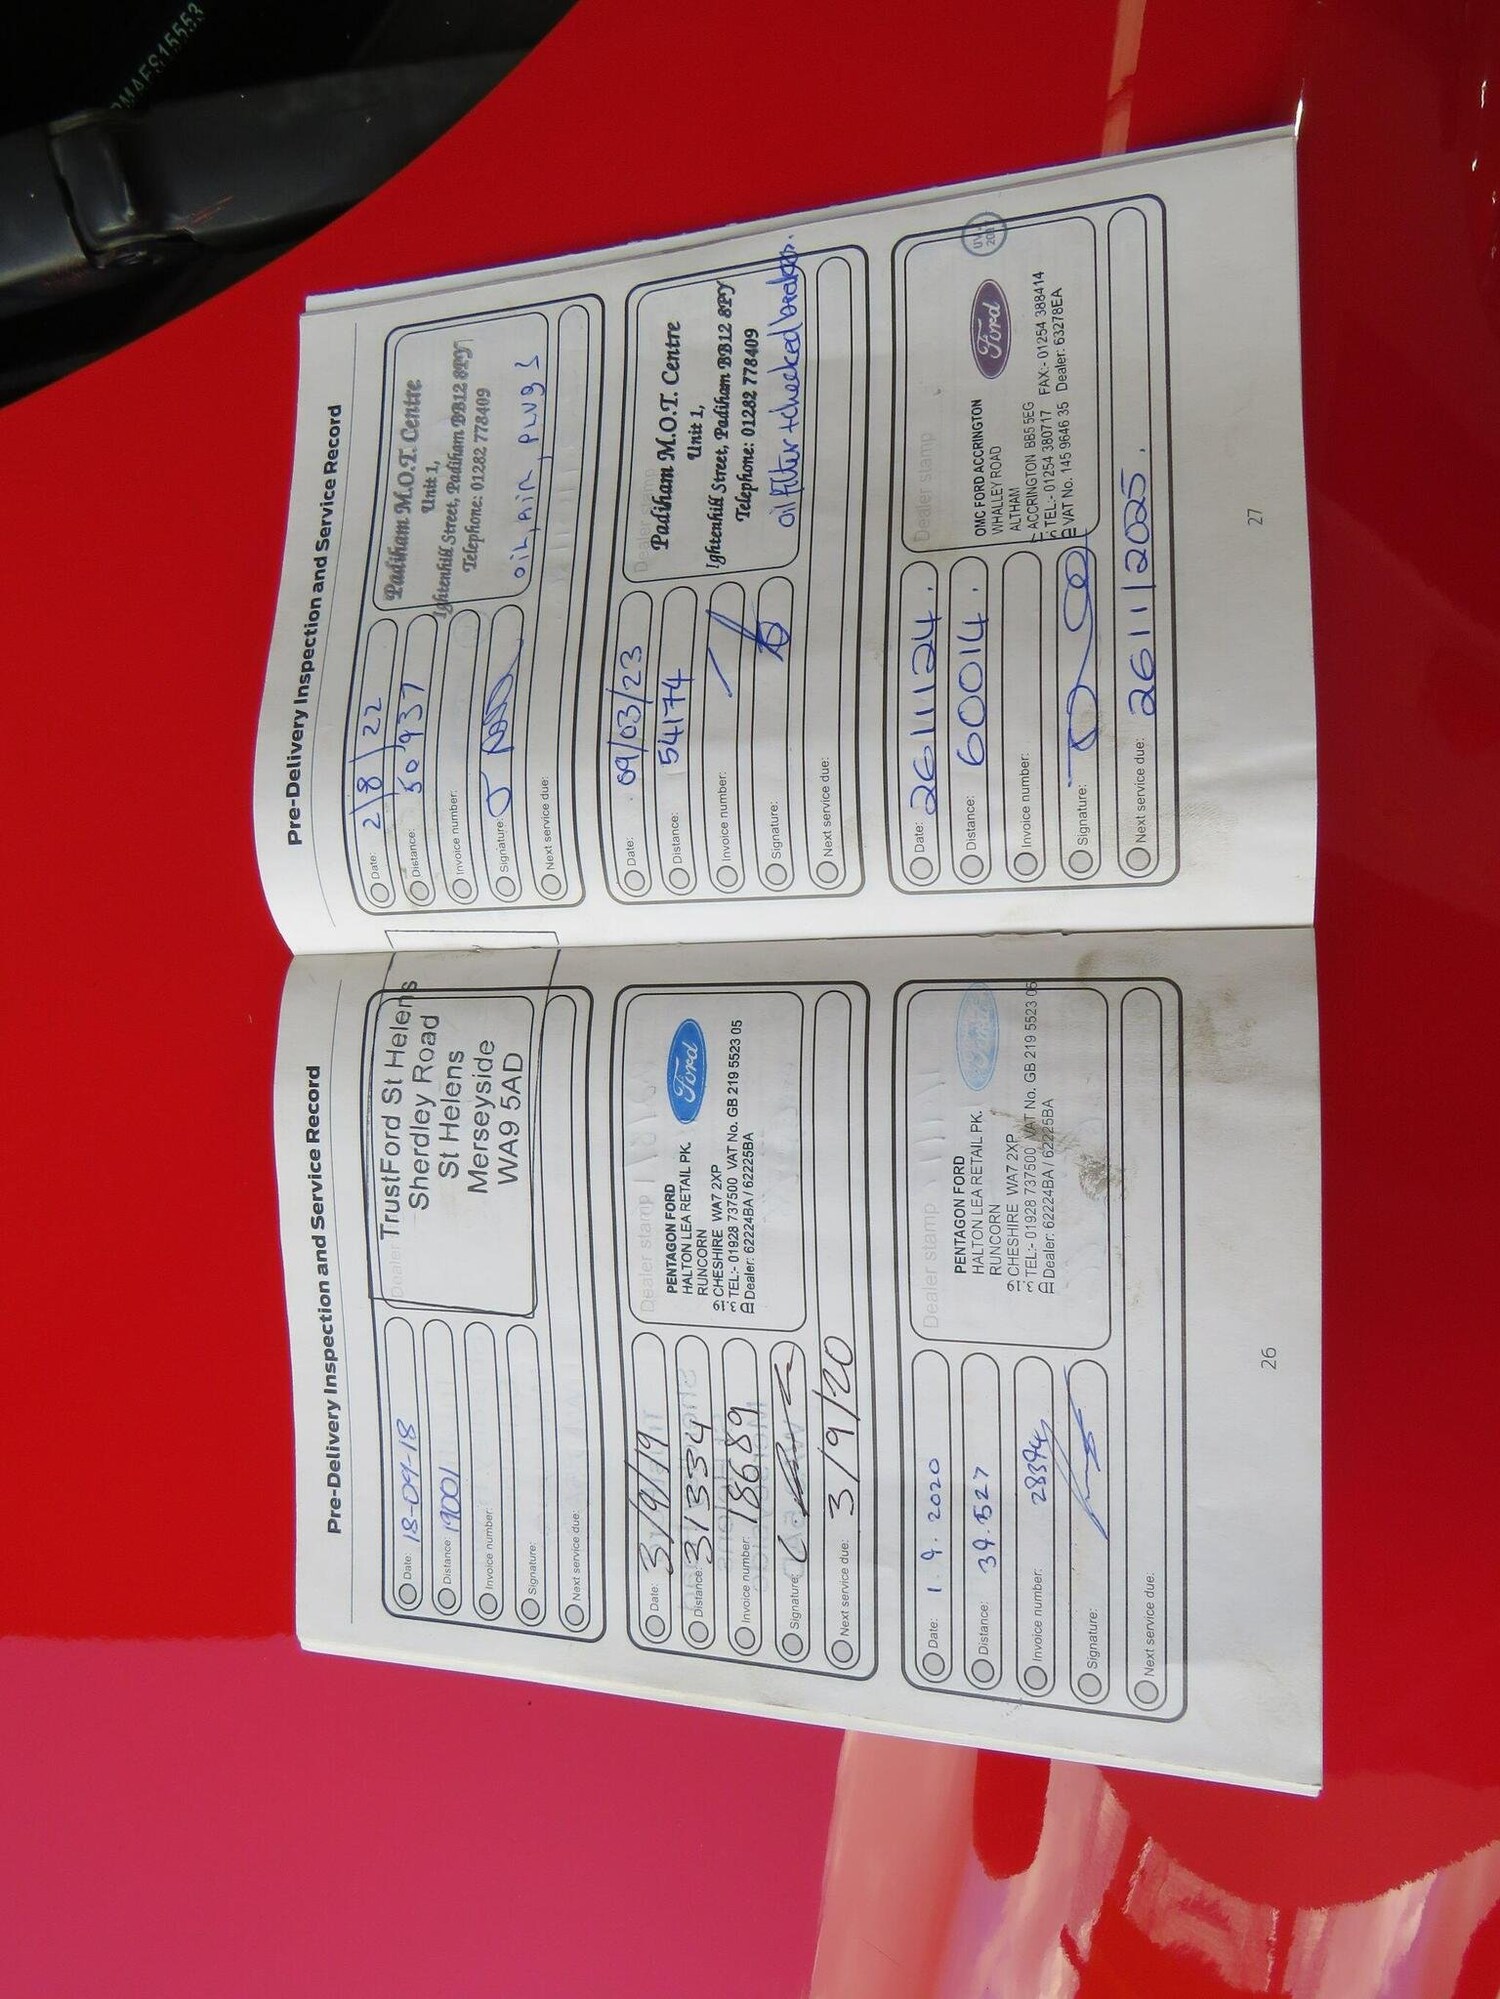 Pre-Delivery Inspection and Service Record
Date: 18-09-18
Distance: 19001
Invoice number:
Signature:
Next service due:
Dealer
TrustFord St Helens
Sherdley Road
St Helens
Merseyside
WA9 5AD
Date: 3/9/19
Distance: 31334
Invoice number: 18689
Signature:
Next service due: 3/9/20
Dealer stamp
Ford
PENTAGON FORD
HALTON LEA RETAIL PK.
RUNCORN
CHESHIRE WA7 2XP
TEL:- 01928 737500 VAT No. GB 219 5523 05
Dealer: 62224BA / 62225BA
Date: 1.9.2020
Distance: 39.527
Invoice number:
Signature:
Next service due.
Dealer stamp
Ford
PENTAGON FORD
HALTON LEA RETAIL PK.
RUNCORN
CHESHIRE WA7 2XP
TEL:- 01928 737500 VAT No. GB 219 5523 05
Dealer: 62224BA / 62225BA
26
Pre-Delivery Inspection and Service Record
Date: 2/8/22
Distance: 50937
Invoice number:
Signature:
Next service due:
Padiham M.O.T. Centre
Unit 1,
Ightenhill Street, Padiham BB12 8PY
Telephone: 01282 778409
OIL, AIR, PLUGS
Date: 09/03/23
Distance: 54174
Invoice number:
Signature:
Next service due:
Dealer stamp
Padiham M.O.T. Centre
Unit 1,
Ightenhill Street, Padiham BB12 8PY
Telephone: 01282 778409
oil filter + checked brakes.
Date: 26/11/24.
Distance: 60014.
Invoice number:
Signature:
Next service due: 26/11/2025.
Dealer stamp
Ford
OMC FORD ACCRINGTON
WHALLEY ROAD
ALTHAM
ACCRINGTON BB5 5EG
TEL:- 01254 380717 FAX:- 01254 388414
VAT No. 145 9646 35 Dealer: 63278EA
27